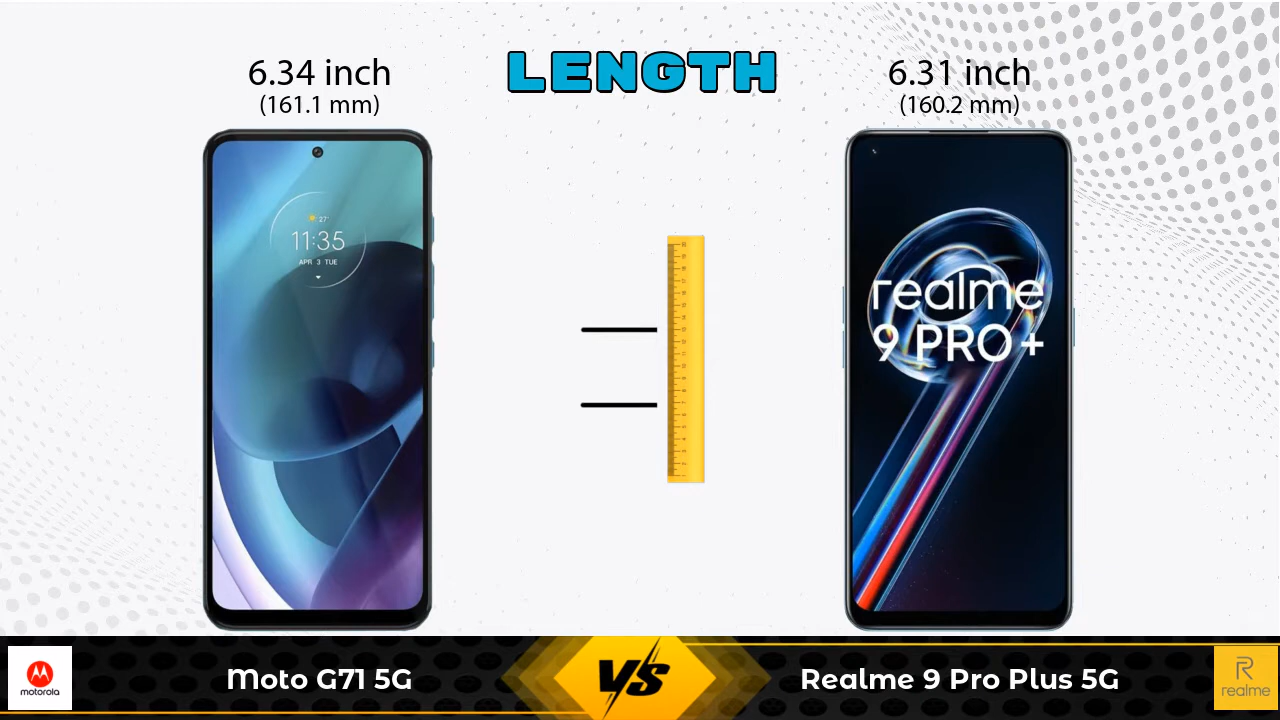 LENGTH
6.34 inch
(161.1 mm)
6.31 inch
(160.2 mm)
27°
11:35
APR 3 TUE
realme
9 PRO+
motorola
Moto G71 5G
VS
Realme 9 Pro Plus 5G
R
realme